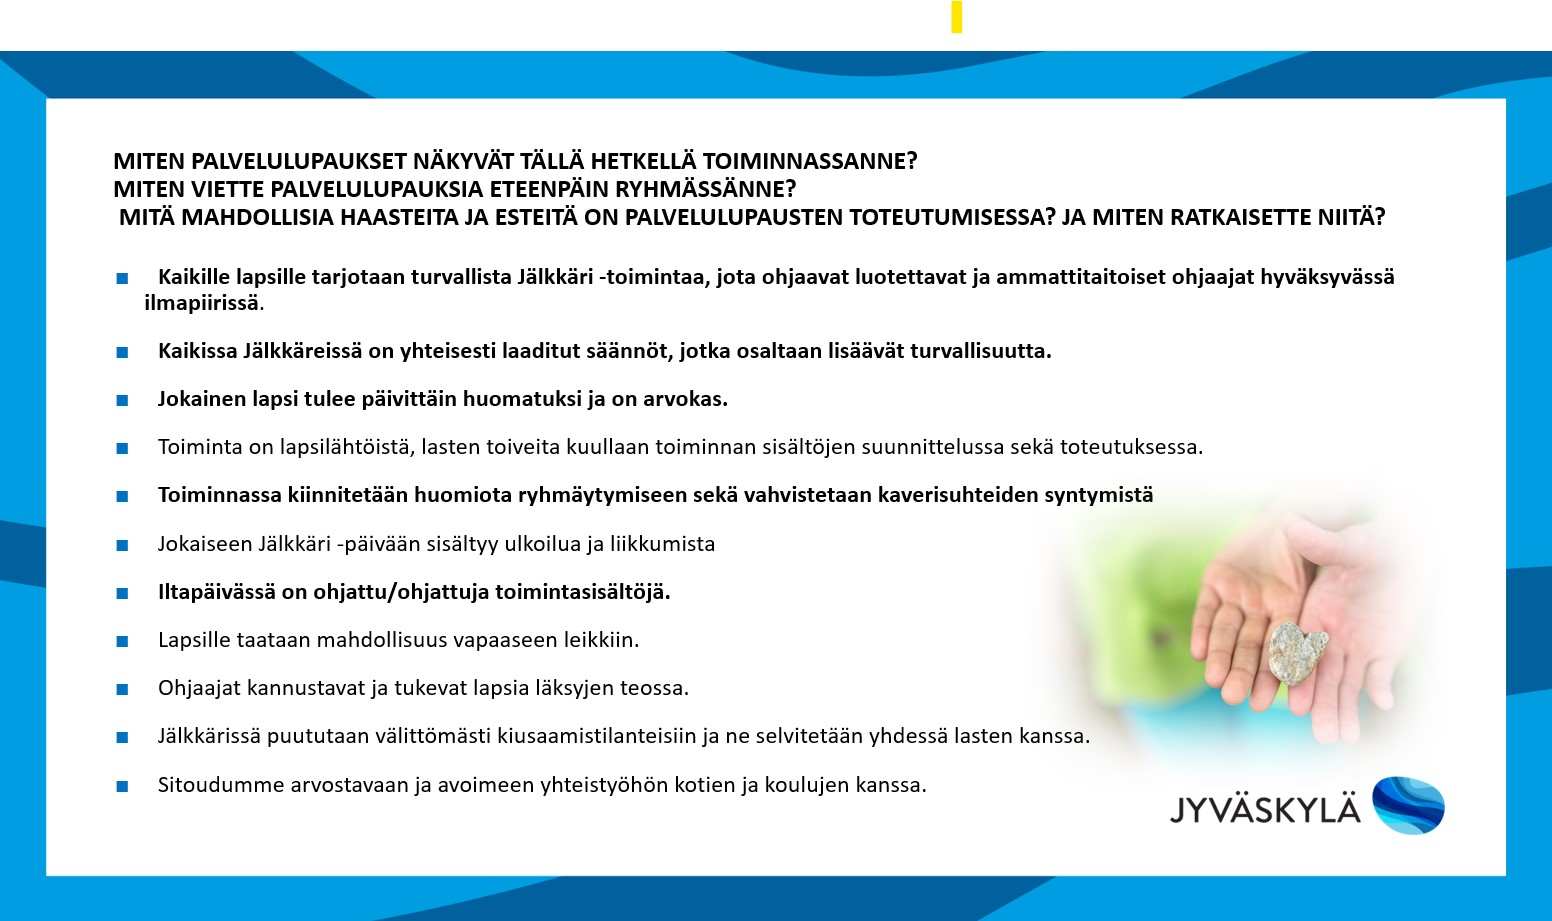 MITEN PALVELULUPAUKSET NÄKYVÄT TÄLLÄ HETKELLÄ TOIMINNASSANNE?
MITEN VIETTE PALVELULUPAUKSIA ETEENPÄIN RYHMÄSSÄNNE?
MITÄ MAHDOLLISIA HAASTEITA JA ESTEITÄ ON PALVELULUPAUSTEN TOTEUTUMISESSA? JA MITEN RATKAISETTE NIITÄ?
Kaikille lapsille tarjotaan turvallista Jälkkäri -toimintaa, jota ohjaavat luotettavat ja ammattitaitoiset ohjaajat hyväksyvässä
ilmapiirissä.
Kaikissa Jälkkäreissä on yhteisesti laaditut säännöt, jotka osaltaan lisäävät turvallisuutta.
Jokainen lapsi tulee päivittäin huomatuksi ja on arvokas.
Toiminta on lapsilähtöistä, lasten toiveita kuullaan toiminnan sisältöjen suunnittelussa sekä toteutuksessa.
Toiminnassa kiinnitetään huomiota ryhmäytymiseen sekä vahvistetaan kaverisuhteiden syntymistä
Jokaiseen Jälkkäri -päivään sisältyy ulkoilua ja liikkumista
Iltapäivässä on ohjattu/ohjattuja toimintasisältöjä.
Lapsille taataan mahdollisuus vapaaseen leikkiin.
Ohjaajat kannustavat ja tukevat lapsia läksyjen teossa.
Jälkkärissä puututaan välittömästi kiusaamistilanteisiin ja ne selvitetään yhdessä lasten kanssa.
Sitoudumme arvostavaan ja avoimeen yhteistyöhön kotien ja koulujen kanssa.
JYVÄSKYLÄ